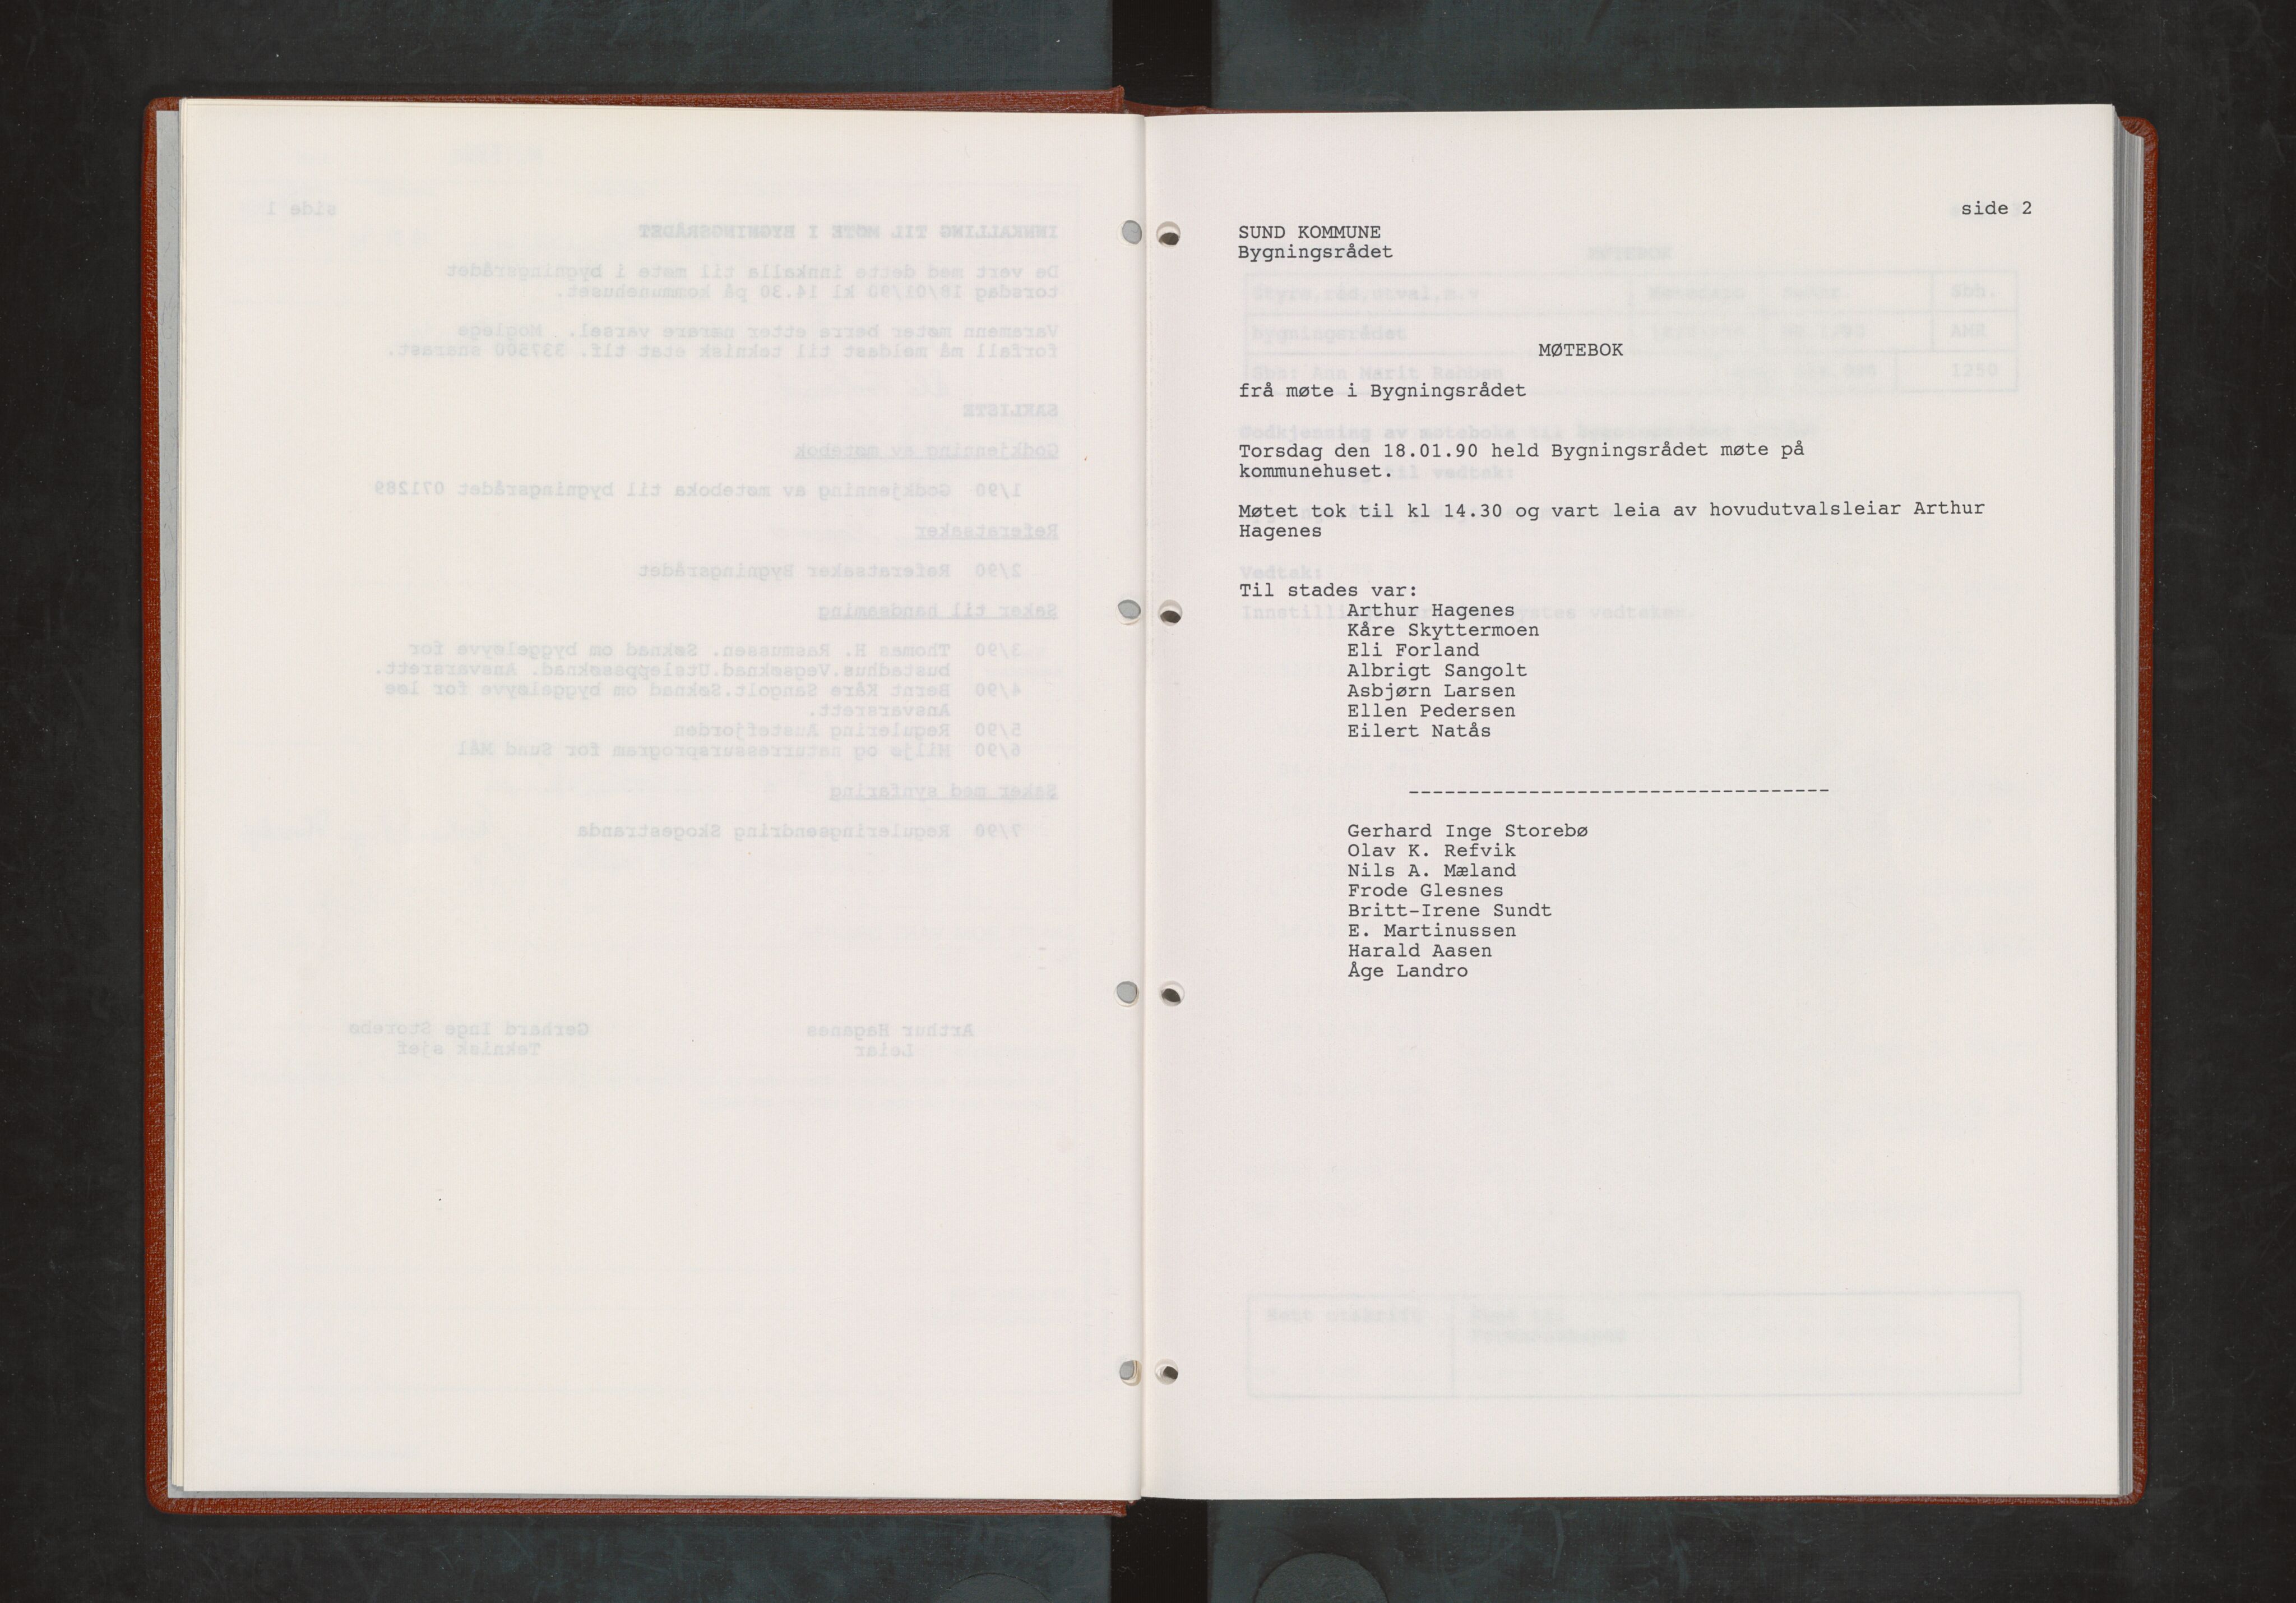 side 2
SUND KOMMUNE
Bygningsrådet
MØTEBOK
frå møte i Bygningsrådet
Torsdag den 18.01.90 held Bygningsrådet møte på
kommunehuset.
Møtet tok til kl 14.30 og vart leia av hovudutvalsleiar Arthur
Hagenes
Til stades var:
Arthur Hagenes
Kåre Skyttermoen
Eli Forland
Albrigt Sangolt
Asbjørn Larsen
Ellen Pedersen
Eilert Natås
-----------------------------------
Gerhard Inge Storebø
Olav K. Refvik
Nils A. Mæland
Frode Glesnes
Britt-Irene Sundt
E. Martinussen
Harald Aasen
Åge Landro